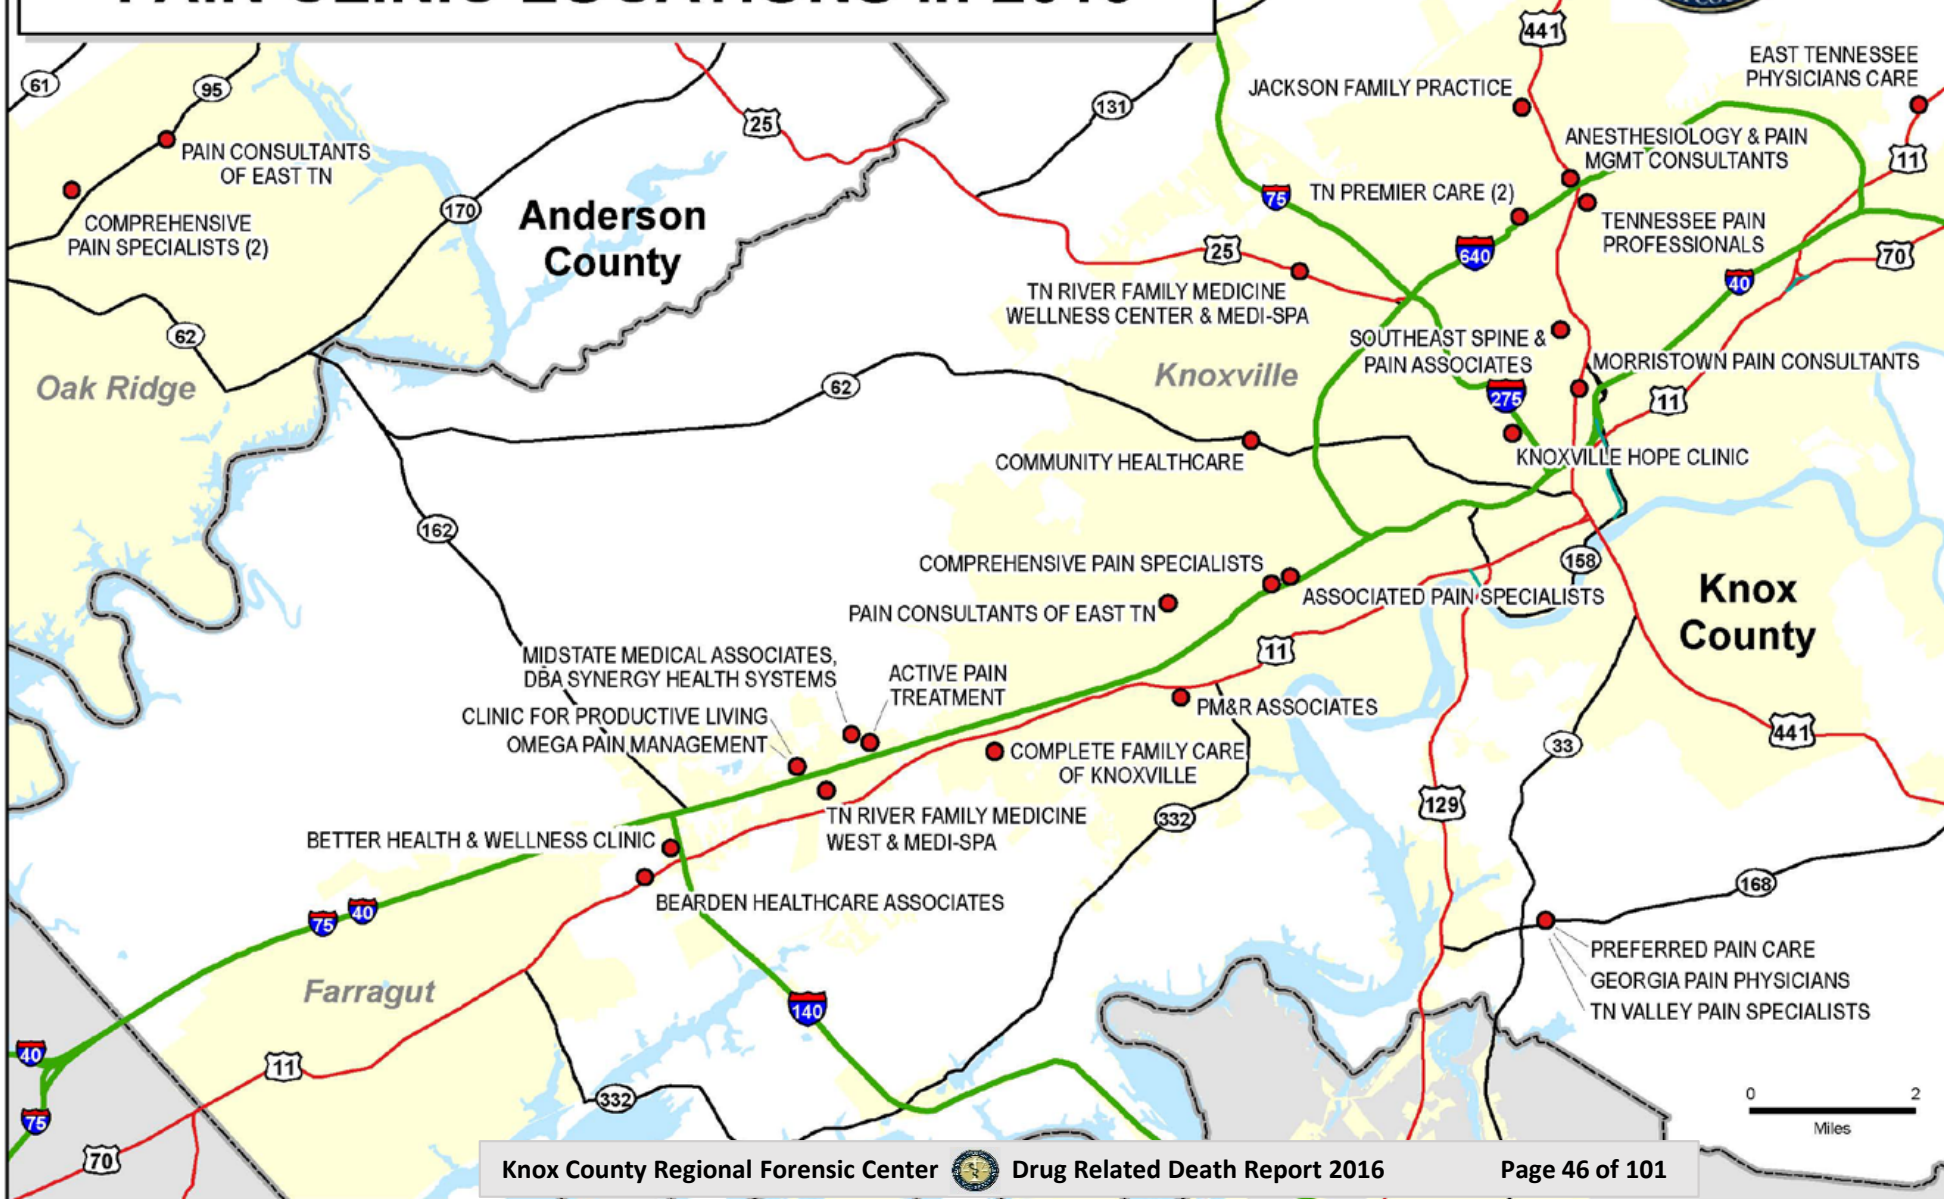 PAIN CLINIC LOCATIONS in 2016
61
95
PAIN CONSULTANTS
OF EAST TN
COMPREHENSIVE
PAIN SPECIALISTS (2)
170
25
131
441
EAST TENNESSEE
PHYSICIANS CARE
JACKSON FAMILY PRACTICE
ANESTHESIOLOGY & PAIN
MGMT CONSULTANTS
11
75
TN PREMIER CARE (2)
TENNESSEE PAIN
PROFESSIONALS
Anderson
County
25
640
70
40
TN RIVER FAMILY MEDICINE
WELLNESS CENTER & MEDI-SPA
62
Oak Ridge
SOUTHEAST SPINE &
PAIN ASSOCIATES
MORRISTOWN PAIN CONSULTANTS
Knoxville
62
275
11
COMMUNITY HEALTHCARE
KNOXVILLE HOPE CLINIC
162
COMPREHENSIVE PAIN SPECIALISTS
158
ASSOCIATED PAIN SPECIALISTS
PAIN CONSULTANTS OF EAST TN
Knox
County
MIDSTATE MEDICAL ASSOCIATES,
DBA SYNERGY HEALTH SYSTEMS
ACTIVE PAIN
TREATMENT
11
CLINIC FOR PRODUCTIVE LIVING
OMEGA PAIN MANAGEMENT
PM&R ASSOCIATES
COMPLETE FAMILY CARE
OF KNOXVILLE
33
441
129
332
TN RIVER FAMILY MEDICINE
WEST & MEDI-SPA
BETTER HEALTH & WELLNESS CLINIC
BEARDEN HEALTHCARE ASSOCIATES
168
75
40
PREFERRED PAIN CARE
GEORGIA PAIN PHYSICIANS
TN VALLEY PAIN SPECIALISTS
Farragut
140
40
11
332
75
70
0 2
Miles
Knox County Regional Forensic Center Drug Related Death Report 2016 Page 46 of 101